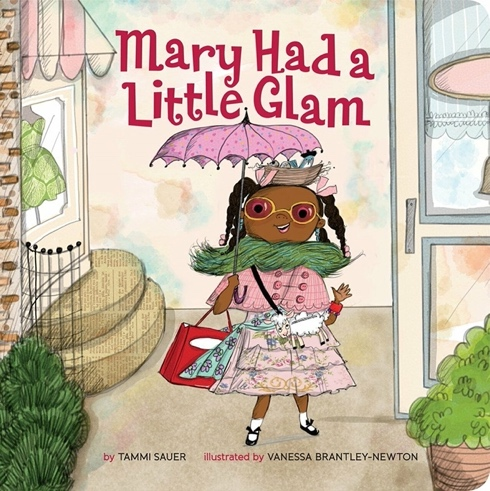 Mary Had a
Little Glam
by TAMMI SAUER illustrated by VANESSA BRANTLEY-NEWTON